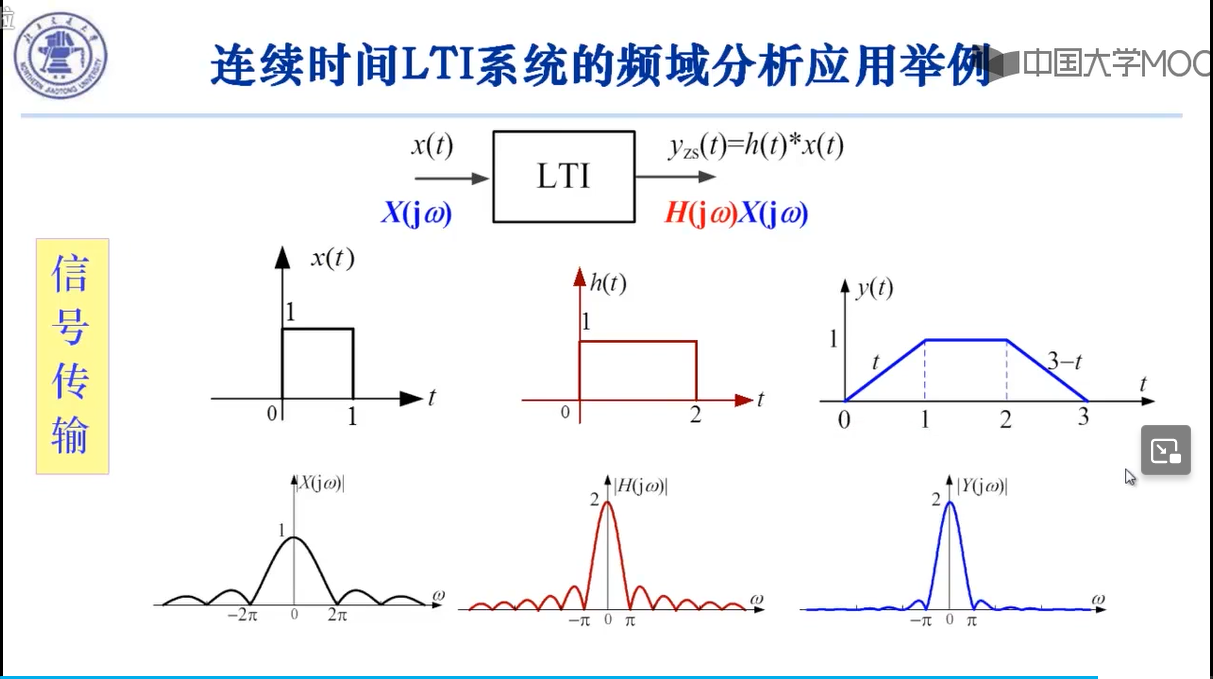 连续时间LTI系统的频域分析应用举例
中国大学MOO
x(t)
LTI
y_zs(t)=h(t)*x(t)
X(jω)
H(jω)X(jω)
信号传输
x(t)
1
0
1
t
h(t)
1
0
2
t
y(t)
1
t
3−t
t
0
1
2
3
|X(jω)|
1
−2π
0
2π
ω
|H(jω)|
2
−π
0
π
ω
|Y(jω)|
2
−π
0
π
ω
NORTHERN JIAOTONG UNIVERSITY